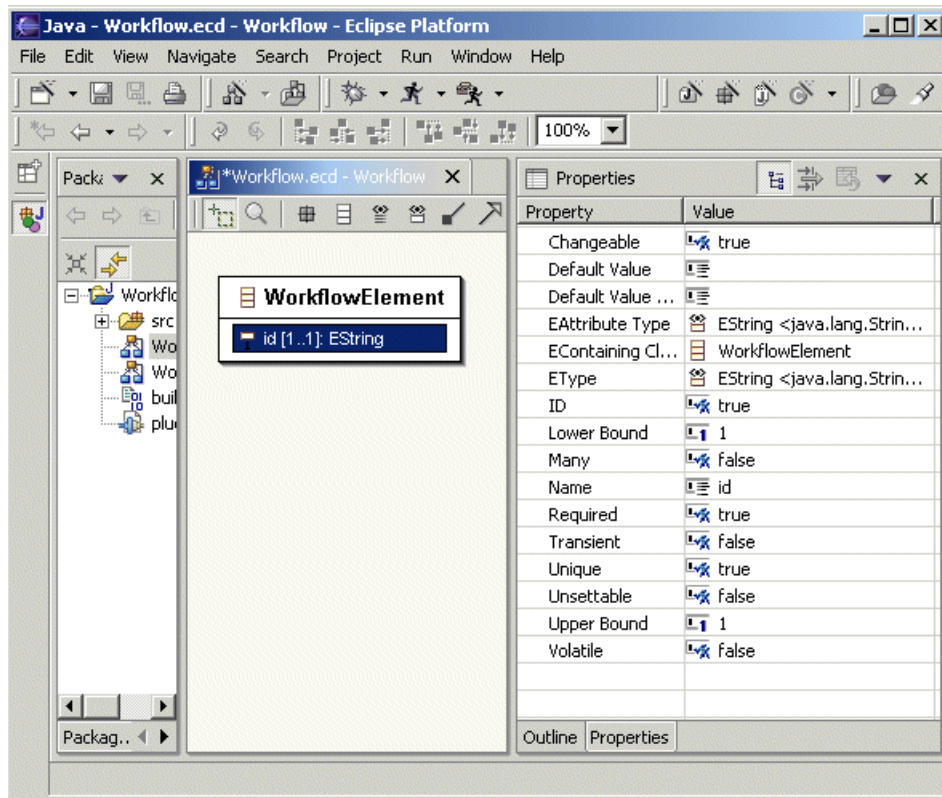 Java - Workflow.ecd - Workflow - Eclipse Platform
File Edit View Navigate Search Project Run Window Help
100%
Packa
*Workflow.ecd - Workflow
Properties
Property Value
Changeable true
Default Value
Default Value ...
EAttribute Type EString <java.lang.Strin...
EContaining Cl... WorkflowElement
EType EString <java.lang.Strin...
ID true
Lower Bound 1
Many false
Name id
Required true
Transient false
Unique true
Unsettable false
Upper Bound 1
Volatile false
Workflo
src
Wo
Wo
buil
plu
WorkflowElement
id [1..1]: EString
Packag..
Outline Properties